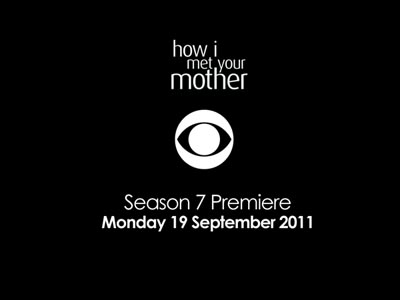 how i
met your
mother
Season 7 Premiere
Monday 19 September 2011